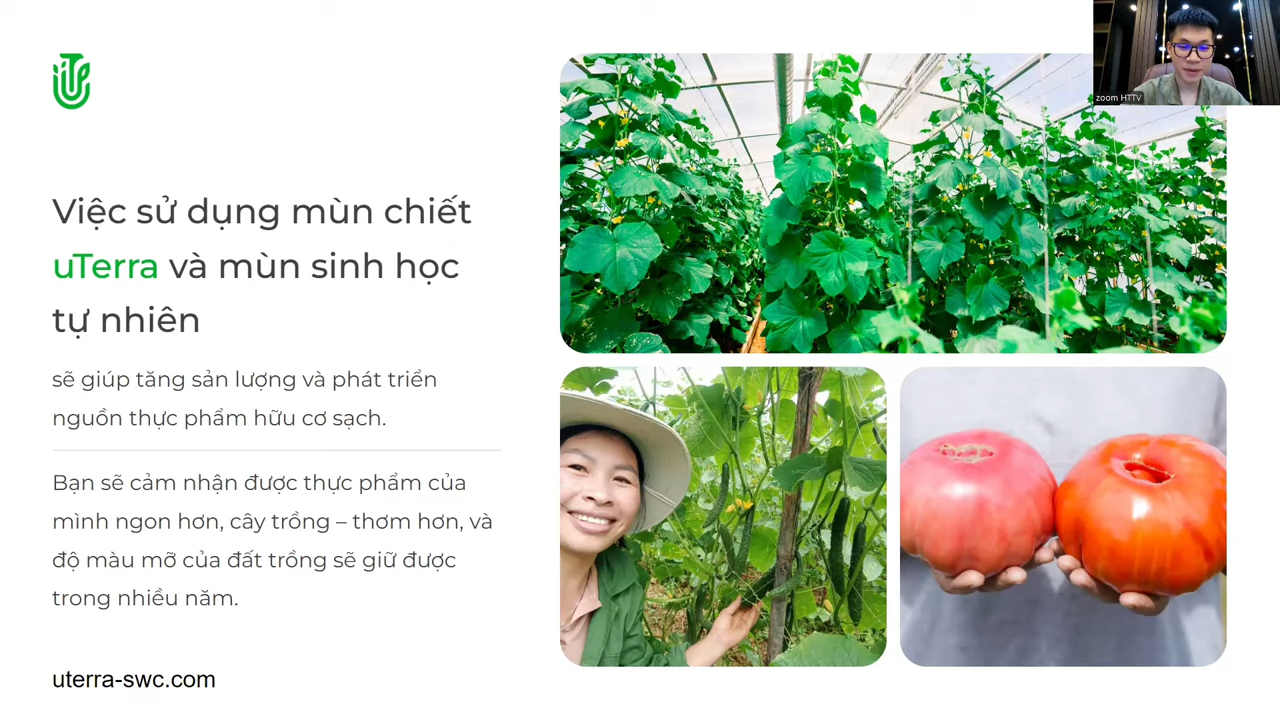 zoom HTTV
Việc sử dụng mùn chiết
uTerra và mùn sinh học
tự nhiên
sẽ giúp tăng sản lượng và phát triển
nguồn thực phẩm hữu cơ sạch.
Bạn sẽ cảm nhận được thực phẩm của
mình ngon hơn, cây trồng – thơm hơn, và
độ màu mỡ của đất trồng sẽ giữ được
trong nhiều năm.
uterra-swc.com